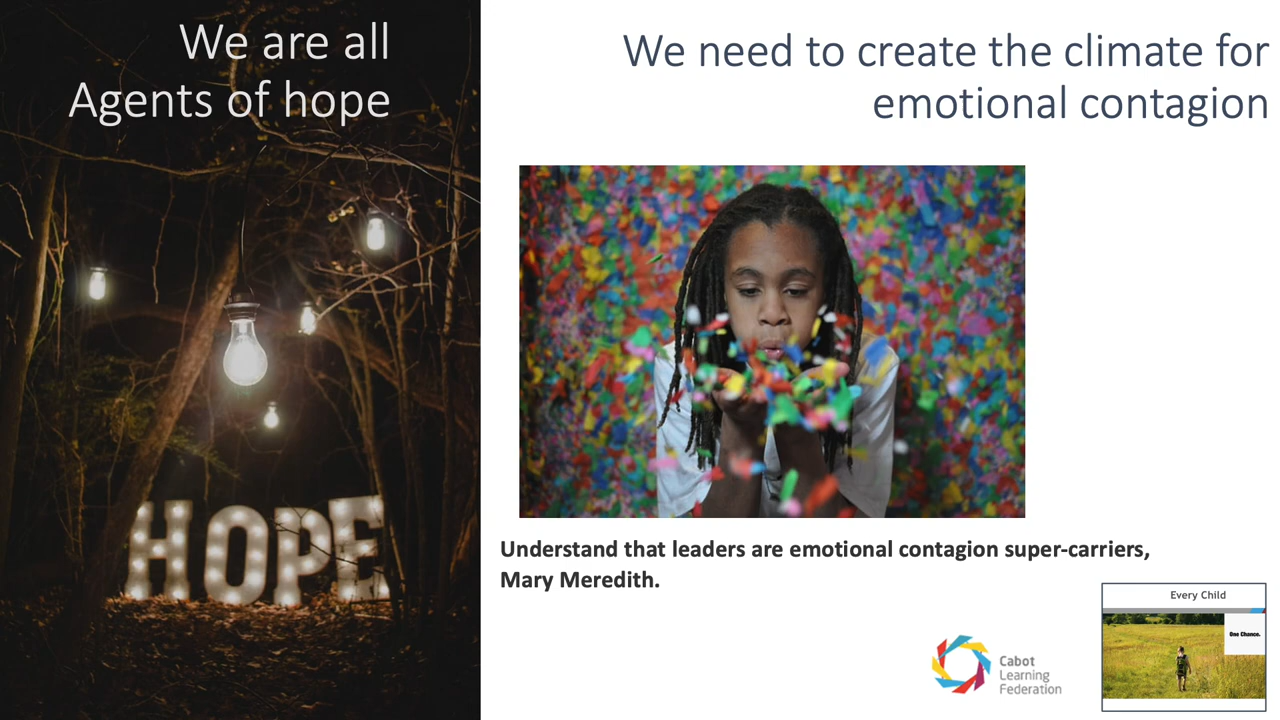 We are all
Agents of hope
HOPE
We need to create the climate for
emotional contagion
Understand that leaders are emotional contagion super-carriers,
Mary Meredith.
Cabot
Learning
Federation
Every Child
One Chance.